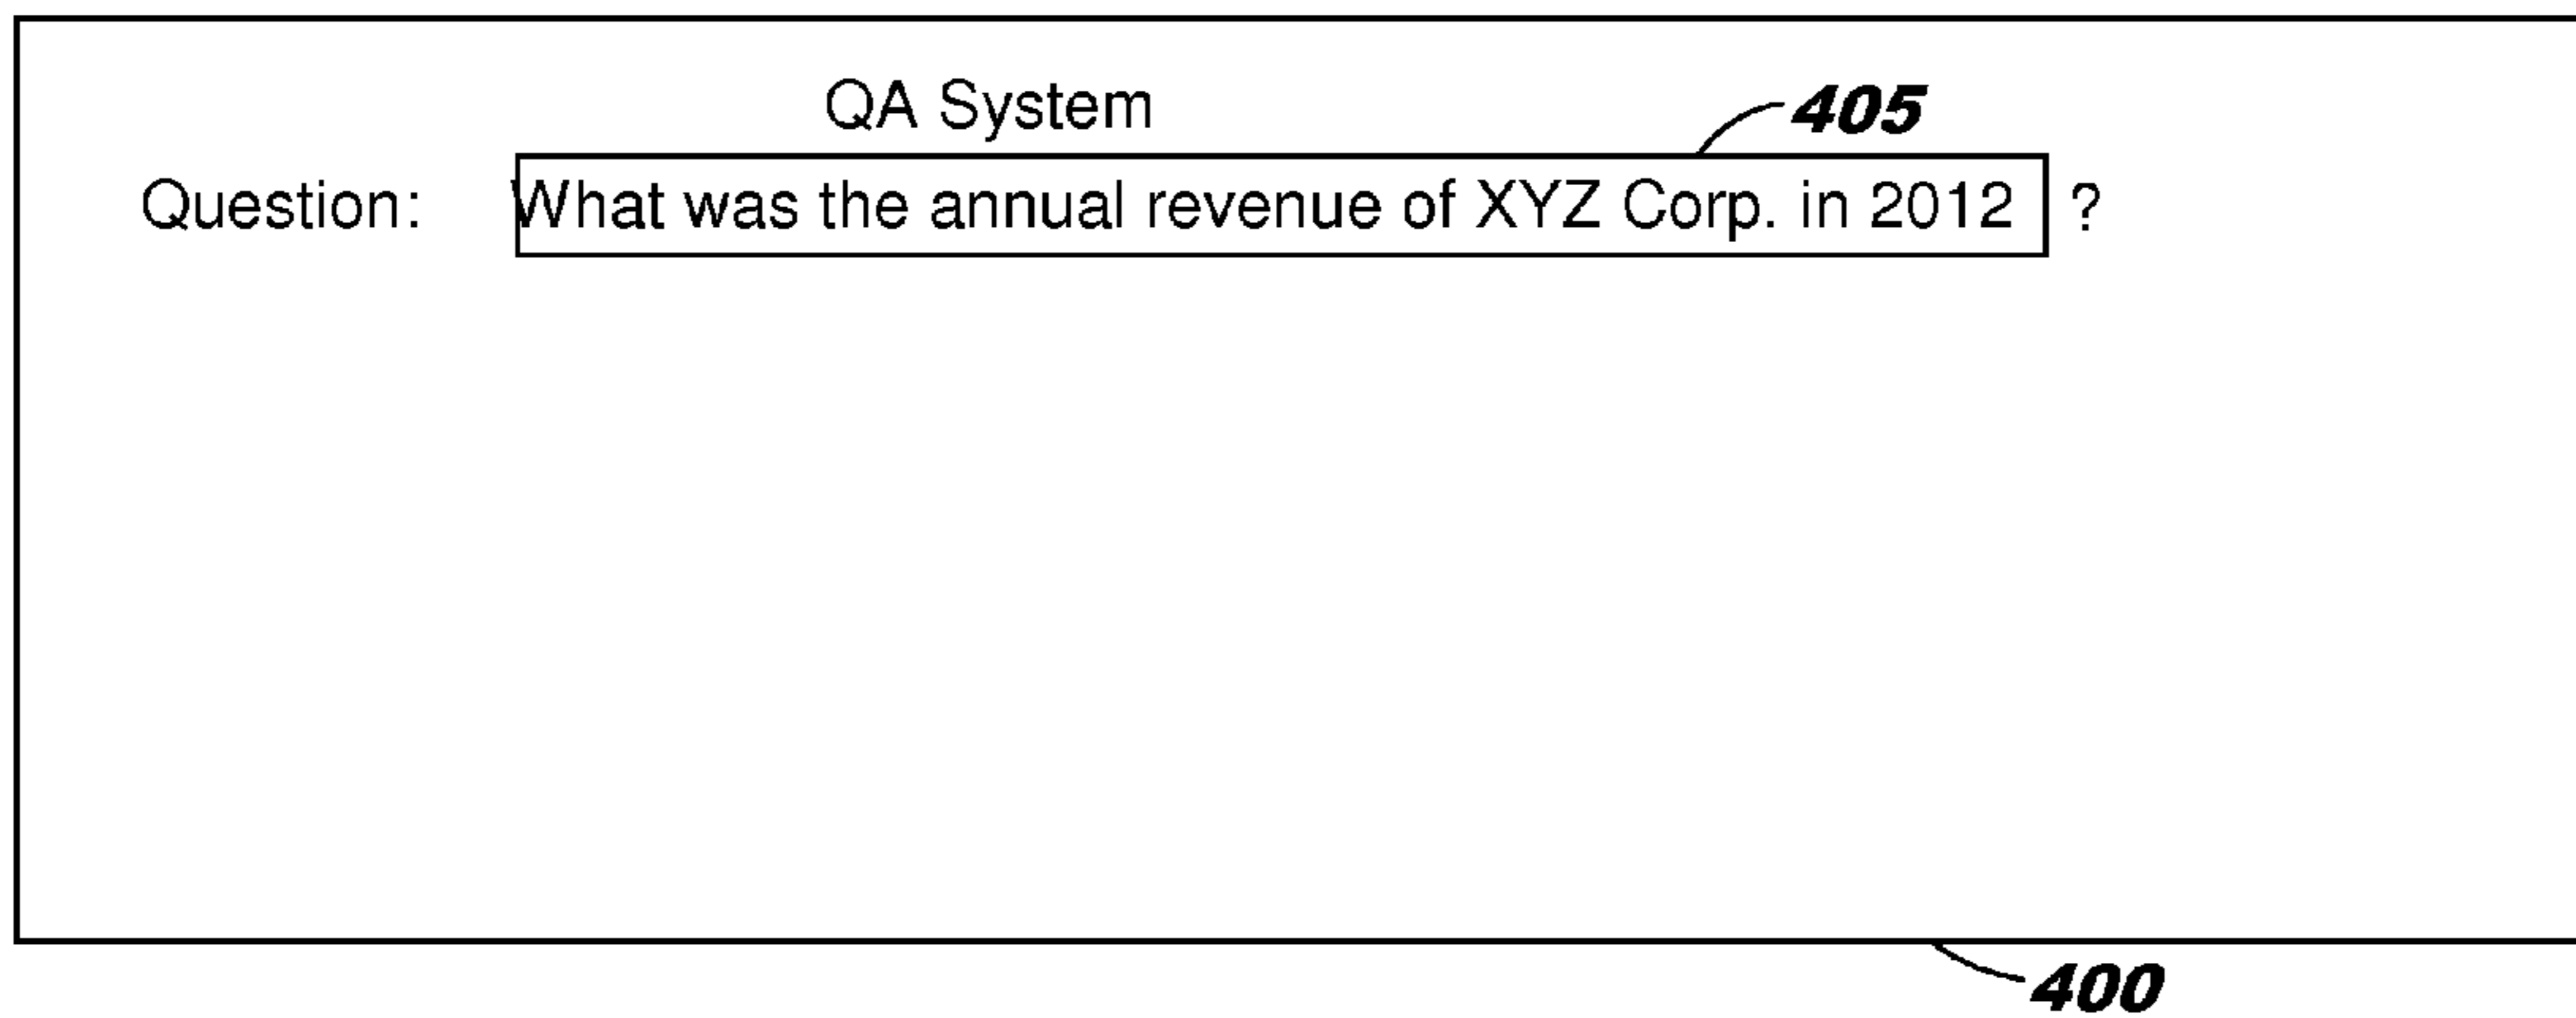 QA System
405
Question: What was the annual revenue of XYZ Corp. in 2012 ?
400